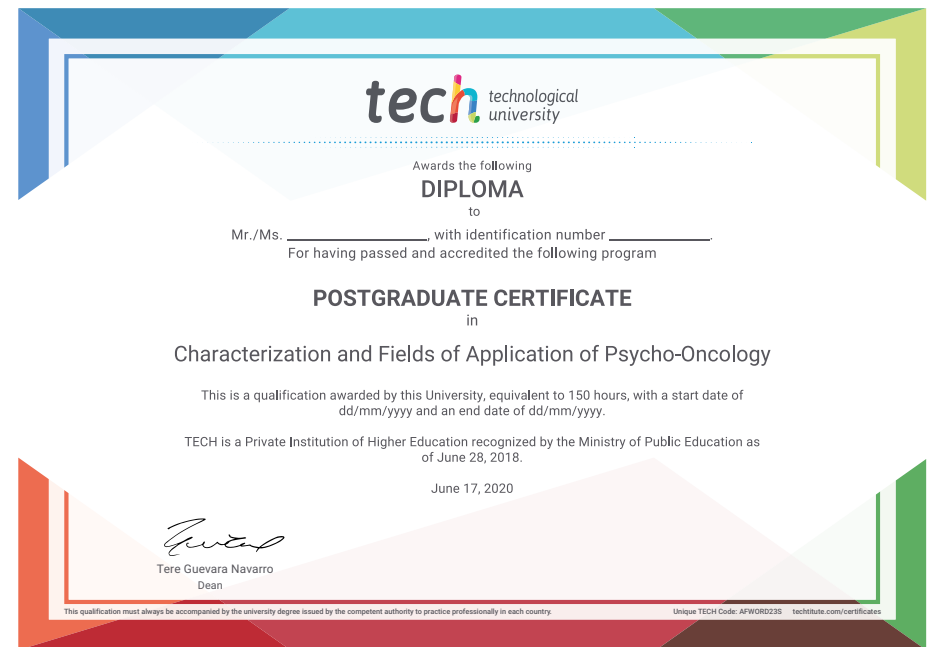 tech technological
university
Awards the following
DIPLOMA
to
Mr./Ms. ____________________, with identification number ______________.
For having passed and accredited the following program
POSTGRADUATE CERTIFICATE
in
Characterization and Fields of Application of Psycho-Oncology
This is a qualification awarded by this University, equivalent to 150 hours, with a start date of
dd/mm/yyyy and an end date of dd/mm/yyyy.
TECH is a Private Institution of Higher Education recognized by the Ministry of Public Education as
of June 28, 2018.
June 17, 2020
Tere Guevara Navarro
Dean
This qualification must always be accompanied by the university degree issued by the competent authority to practice professionally in each country.
Unique TECH Code: AFWORD23S techtitute.com/certificates